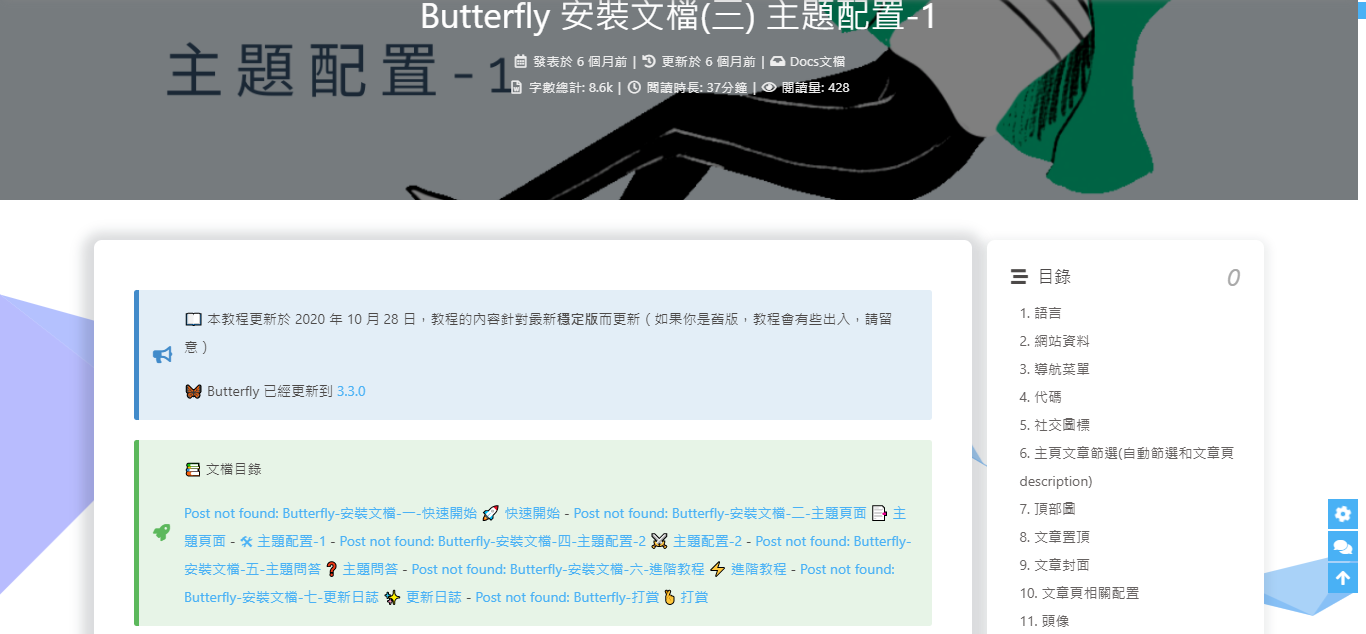 Butterfly 安裝文檔(三) 主題配置-1
主題配置-1
發表於 6 個月前 | 更新於 6 個月前 | Docs文檔
字數總計: 8.6k | 閱讀時長: 37分鐘 | 閱讀量: 428
本教程更新於 2020 年 10 月 28 日，教程的內容針對最新穩定版而更新（如果你是舊版，教程會有些出入，請留
意）
Butterfly 已經更新到 3.3.0
文檔目錄
Post not found: Butterfly-安裝文檔-一-快速開始 🚀 快速開始 - Post not found: Butterfly-安裝文檔-二-主題頁面 📑 主
題頁面 - 🛠 主題配置-1 - Post not found: Butterfly-安裝文檔-四-主題配置-2 ⚔️ 主題配置-2 - Post not found: Butterfly-
安裝文檔-五-主題問答 ❓ 主題問答 - Post not found: Butterfly-安裝文檔-六-進階教程 ⚡️ 進階教程 - Post not found:
Butterfly-安裝文檔-七-更新日誌 ✨ 更新日誌 - Post not found: Butterfly-打賞 🫰 打賞
目錄
0
1. 語言
2. 網站資料
3. 導航菜單
4. 代碼
5. 社交圖標
6. 主頁文章節選(自動節選和文章頁
description)
7. 頂部圖
8. 文章置頂
9. 文章封面
10. 文章頁相關配置
11. 頭像